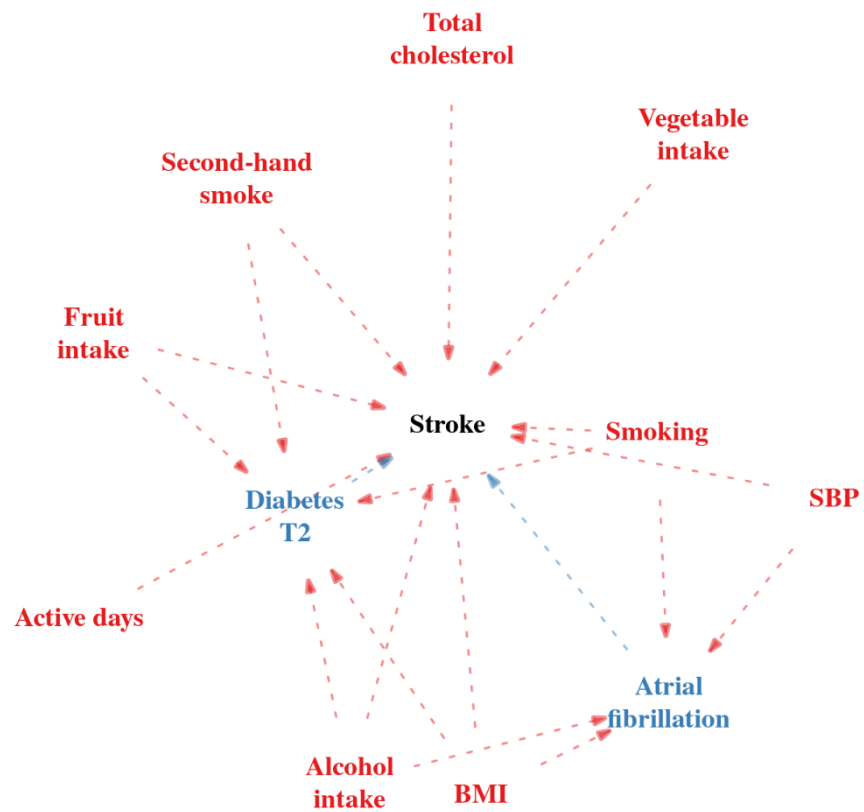 Total
cholesterol
Vegetable
intake
Second-hand
smoke
Fruit
intake
Stroke
Smoking
SBP
Diabetes
T2
Active days
Atrial
fibrillation
Alcohol
intake
BMI